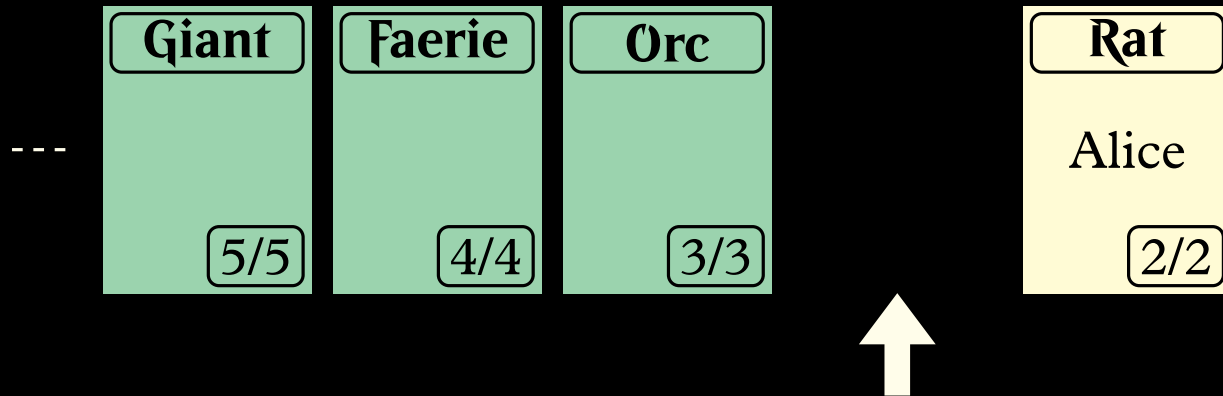 Giant
5/5
Faerie
4/4
Orc
3/3
Rat
Alice
2/2